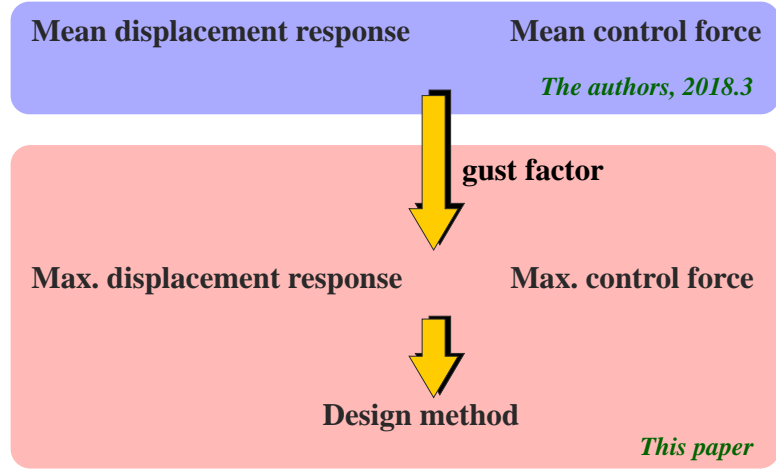 Mean displacement response Mean control force
The authors, 2018.3
gust factor
Max. displacement response Max. control force
Design method
This paper